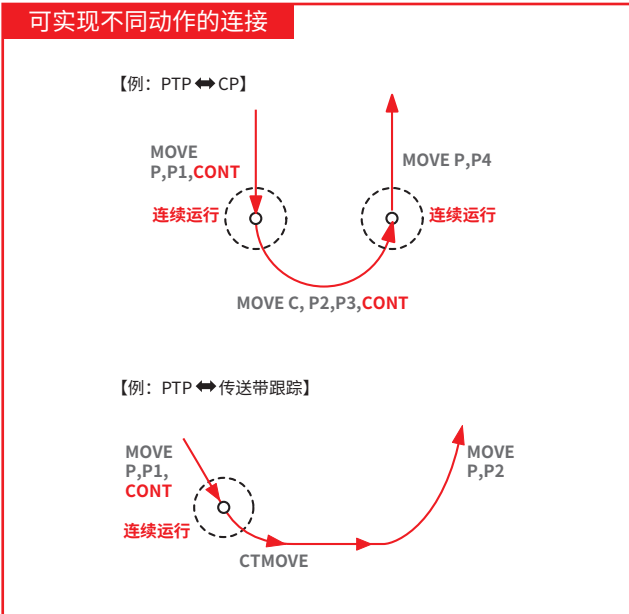 可实现不同动作的连接
【例：PTP ⬌ CP】
MOVE
P,P1,CONT
MOVE P,P4
连续运行
连续运行
MOVE C, P2,P3,CONT
【例：PTP ⬌ 传送带跟踪】
MOVE
P,P1,
CONT
MOVE
P,P2
连续运行
CTMOVE